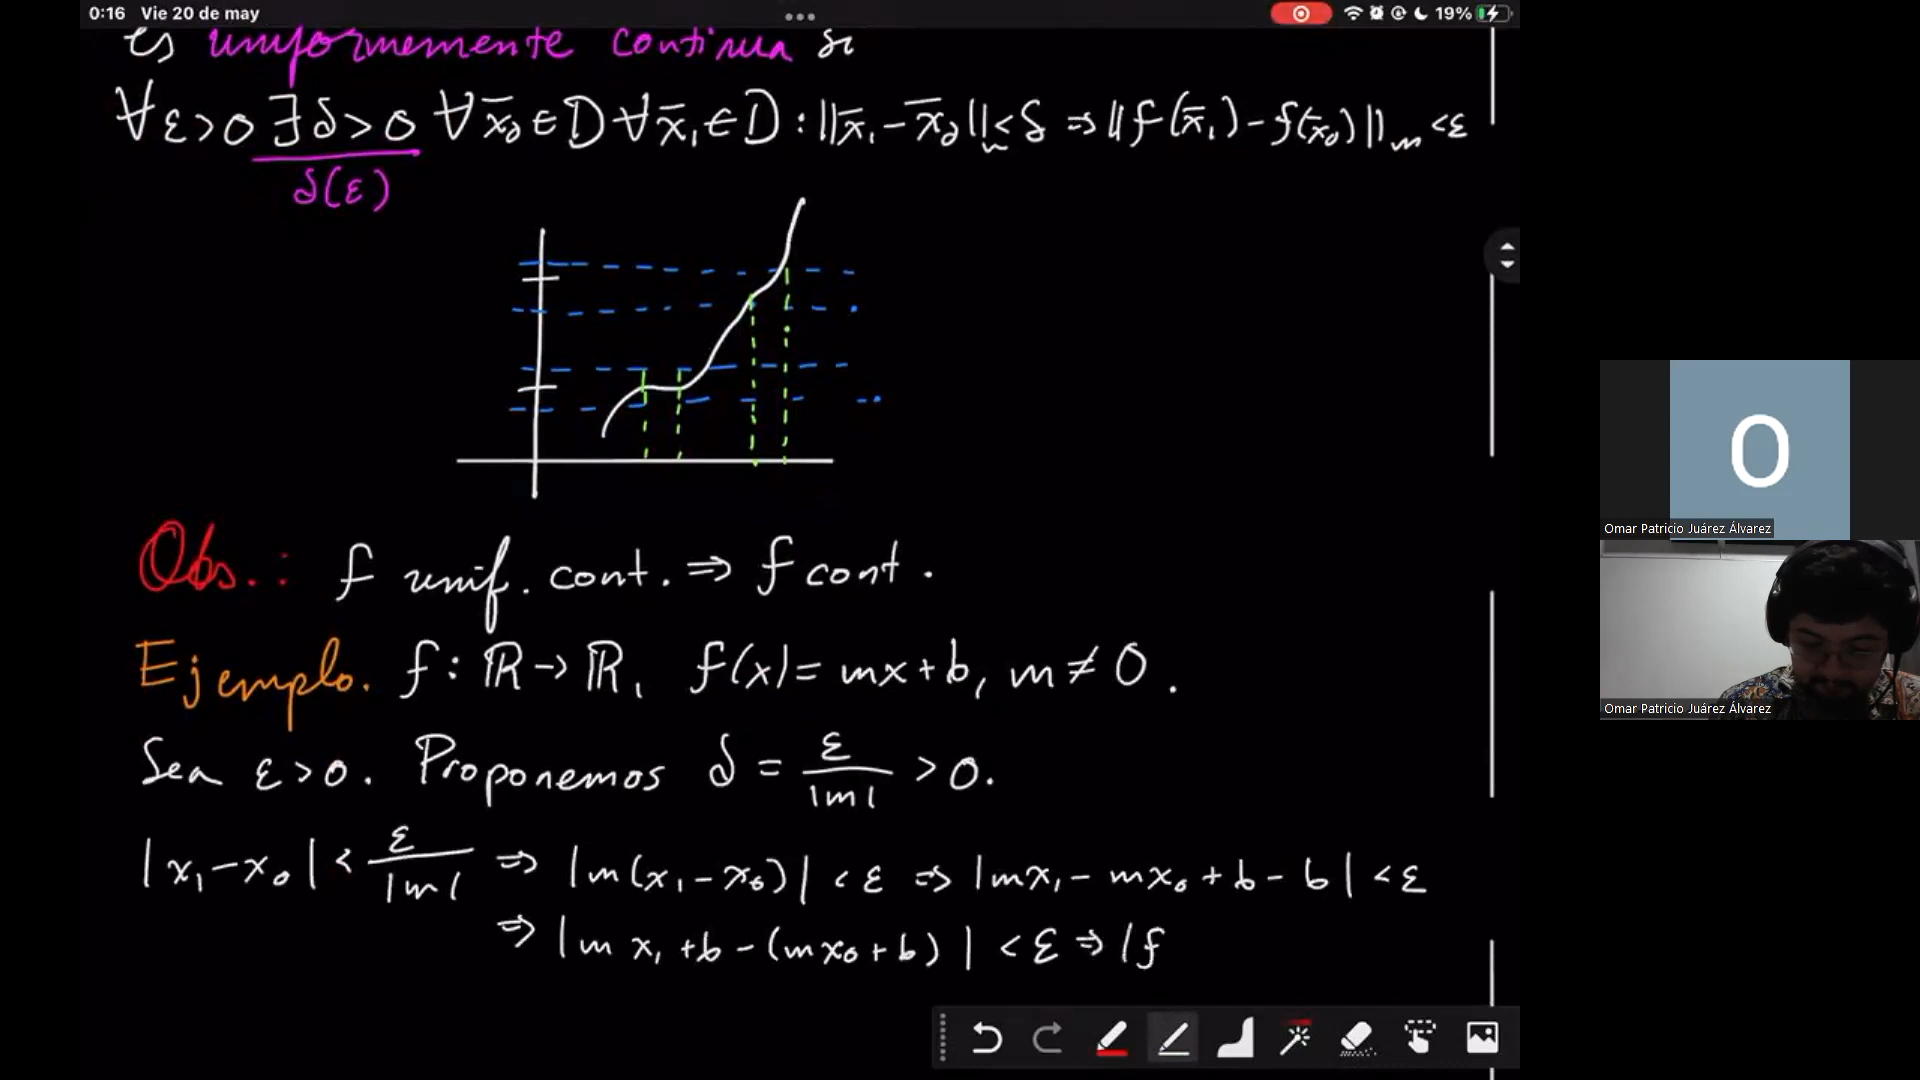 0:16 Vie 20 de may
19%
es uniformemente continua si
∀ε>0 ∃δ>0 ∀x̄₀∈D ∀x̄₁∈D : ||x̄₁-x̄₀||<δ ⇒ ||f(x̄₁)-f(x̄₀)||ₘ <ε
δ(ε)
Obs.: f unif. cont. ⇒ f cont.
Ejemplo. f: ℝ→ℝ, f(x)= mx+b, m≠0.
Sea ε>0. Proponemos δ = ε/|m| >0.
|x₁-x₀| < ε/|m| ⇒ |m(x₁-x₀)| <ε ⇒ |mx₁-mx₀+b-b| <ε
⇒ |mx₁+b-(mx₀+b)| <ε ⇒ |f
O
Omar Patricio Juárez Álvarez
Omar Patricio Juárez Álvarez